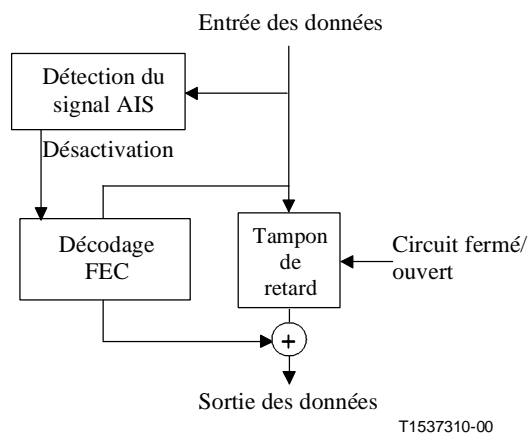 Entrée des données
Détection du
signal AIS
Désactivation
Décodage
FEC
Tampon
de
retard
Circuit fermé/
ouvert
+
Sortie des données
T1537310-00